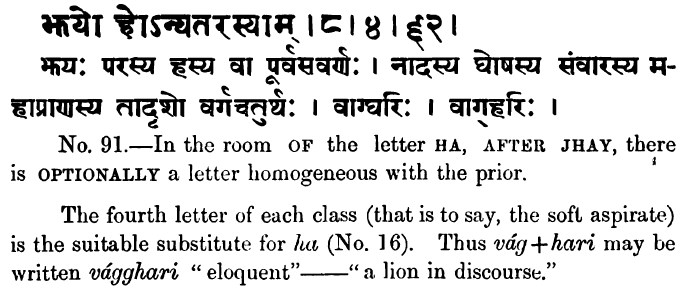 झयो होऽन्यतरस्याम् ।८।४।६२।
झयः परस्य हस्य वा पूर्वसवर्णः । नादस्य घोषस्य संवारस्य म-
हाप्राणस्य तादृशो वर्गचतुर्थः । वाग्घरिः । वाग्हरिः ।
No. 91.—In the room OF the letter HA, AFTER JHAY, there
is OPTIONALLY a letter homogeneous with the prior.
The fourth letter of each class (that is to say, the soft aspirate)
is the suitable substitute for ha (No. 16). Thus vág+hari may be
written vágghari “eloquent”——“a lion in discourse.”